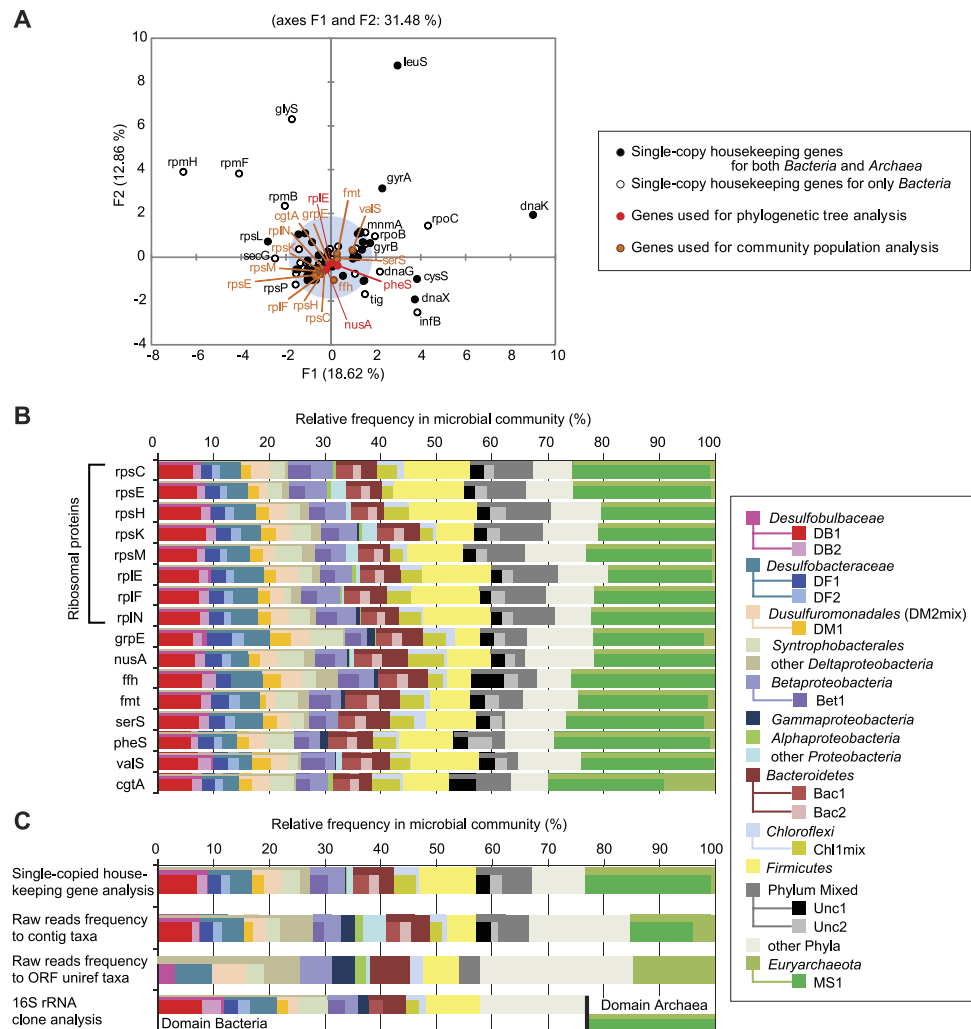 A
(axes F1 and F2: 31.48 %)
F2 (12.86 %)
10
8
6
4
2
0
-2
-4
-8
-6
-4
-2
0
2
4
6
8
10
F1 (18.62 %)
leuS
glyS
rpmH
rpmF
gyrA
rpmB
rplE
fmt
dnaK
cgtA
grpE
valS
rplN
mnmA
rpoC
rpsL
rpoB
rpsK
gyrB
secG
serS
rpsM
dnaG
cysS
rpsE
rpsP
ffh
pheS
rplF
rpsH
tig
dnaX
rpsC
infB
nusA
Single-copy housekeeping genes
for both Bacteria and Archaea
Single-copy housekeeping genes for only Bacteria
Genes used for phylogenetic tree analysis
Genes used for community population analysis
B
Relative frequency in microbial community (%)
0 10 20 30 40 50 60 70 80 90 100
Ribosomal proteins
rpsC
rpsE
rpsH
rpsK
rpsM
rplE
rplF
rplN
grpE
nusA
ffh
fmt
serS
pheS
valS
cgtA
C
Relative frequency in microbial community (%)
0 10 20 30 40 50 60 70 80 90 100
Single-copied house-
keeping gene analysis
Raw reads frequency
to contig taxa
Raw reads frequency
to ORF uniref taxa
16S rRNA
clone analysis
Domain Bacteria
Domain Archaea
Desulfobulbaceae
DB1
DB2
Desulfobacteraceae
DF1
DF2
Dusulfuromonadales (DM2mix)
DM1
Syntrophobacterales
other Deltaproteobacteria
Betaproteobacteria
Bet1
Gammaproteobacteria
Alphaproteobacteria
other Proteobacteria
Bacteroidetes
Bac1
Bac2
Chloroflexi
Chl1mix
Firmicutes
Phylum Mixed
Unc1
Unc2
other Phyla
Euryarchaeota
MS1